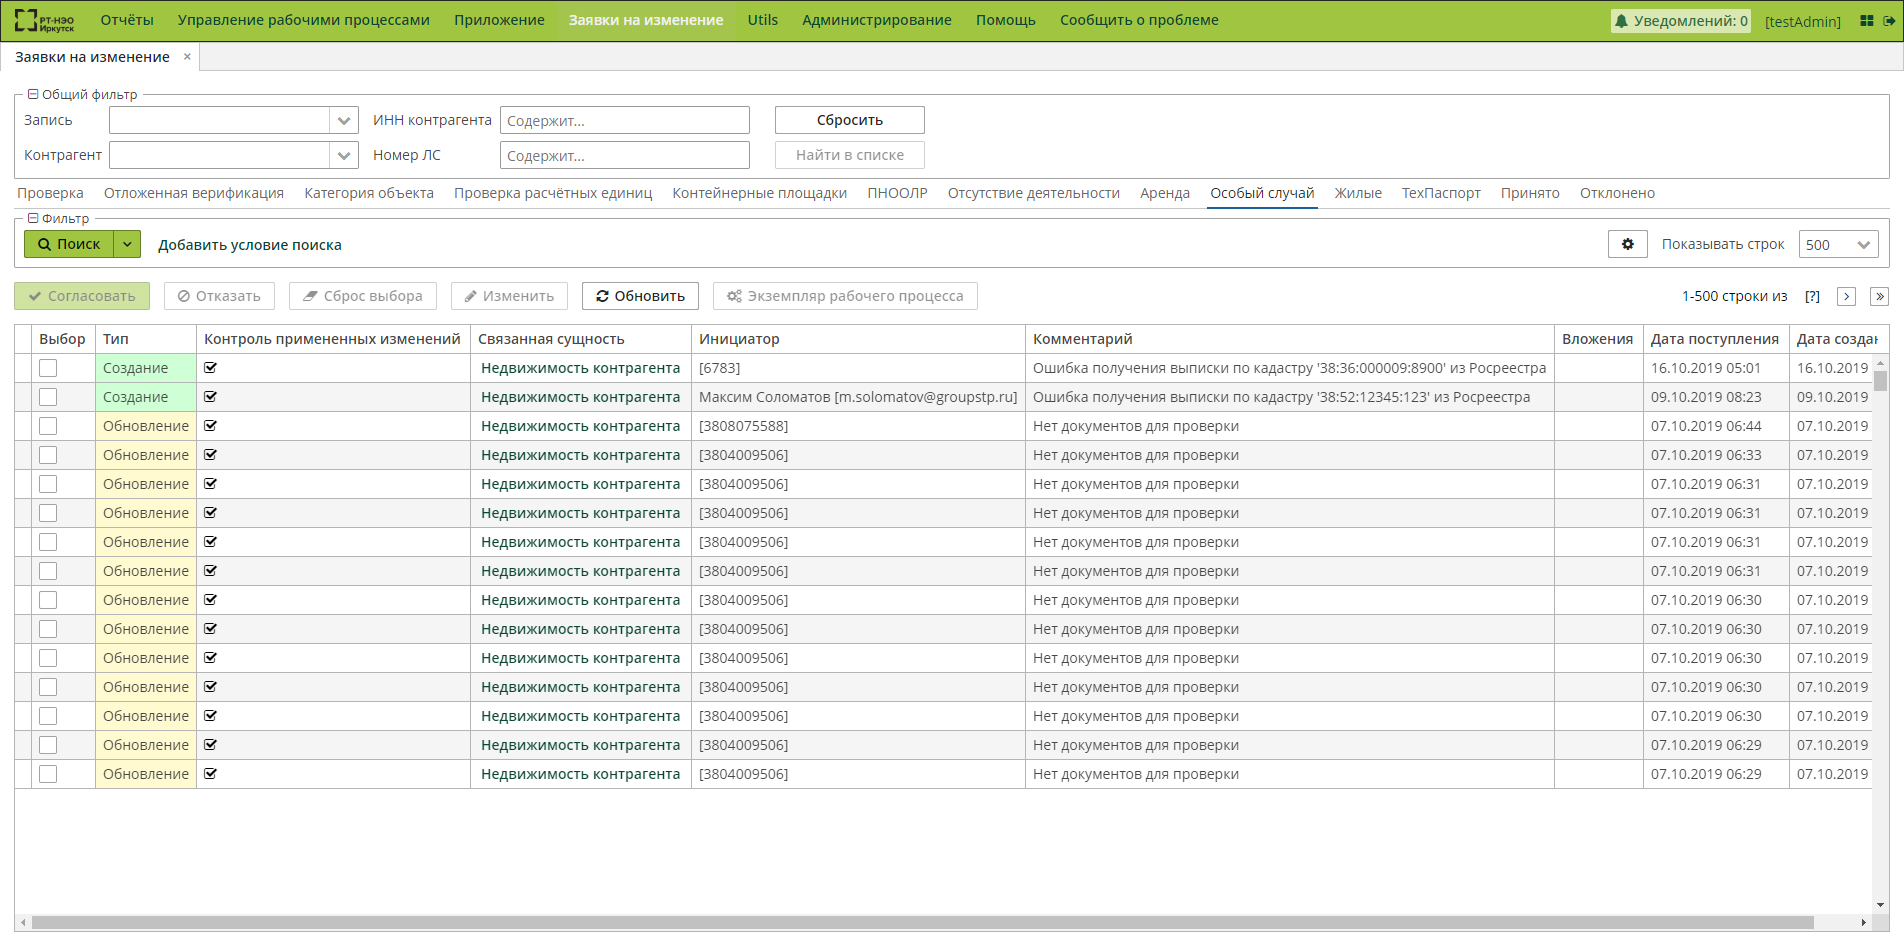 РТ-НЭО Иркутск Отчёты Управление рабочими процессами Приложение Заявки на изменение Utils Администрирование Помощь Сообщить о проблеме Уведомлений: 0 [testAdmin]
Заявки на изменение ×
Общий фильтр
Запись ИНН контрагента Содержит... Сбросить
Контрагент Номер ЛС Содержит... Найти в списке
Проверка Отложенная верификация Категория объекта Проверка расчётных единиц Контейнерные площадки ПНООЛР Отсутствие деятельности Аренда Особый случай Жилые ТехПаспорт Принято Отклонено
Фильтр
Поиск Добавить условие поиска Показывать строк 500
Согласовать Отказать Сброс выбора Изменить Обновить Экземпляр рабочего процесса 1-500 строки из [?]
Выбор Тип Контроль примененных изменений Связанная сущность Инициатор Комментарий Вложения Дата поступления Дата создан
Создание Недвижимость контрагента [6783] Ошибка получения выписки по кадастру '38:36:000009:8900' из Росреестра 16.10.2019 05:01 16.10.2019
Создание Недвижимость контрагента Максим Соломатов [m.solomatov@groupstp.ru] Ошибка получения выписки по кадастру '38:52:12345:123' из Росреестра 09.10.2019 08:23 09.10.2019
Обновление Недвижимость контрагента [3808075588] Нет документов для проверки 07.10.2019 06:44 07.10.2019
Обновление Недвижимость контрагента [3804009506] Нет документов для проверки 07.10.2019 06:33 07.10.2019
Обновление Недвижимость контрагента [3804009506] Нет документов для проверки 07.10.2019 06:31 07.10.2019
Обновление Недвижимость контрагента [3804009506] Нет документов для проверки 07.10.2019 06:31 07.10.2019
Обновление Недвижимость контрагента [3804009506] Нет документов для проверки 07.10.2019 06:31 07.10.2019
Обновление Недвижимость контрагента [3804009506] Нет документов для проверки 07.10.2019 06:31 07.10.2019
Обновление Недвижимость контрагента [3804009506] Нет документов для проверки 07.10.2019 06:30 07.10.2019
Обновление Недвижимость контрагента [3804009506] Нет документов для проверки 07.10.2019 06:30 07.10.2019
Обновление Недвижимость контрагента [3804009506] Нет документов для проверки 07.10.2019 06:30 07.10.2019
Обновление Недвижимость контрагента [3804009506] Нет документов для проверки 07.10.2019 06:30 07.10.2019
Обновление Недвижимость контрагента [3804009506] Нет документов для проверки 07.10.2019 06:30 07.10.2019
Обновление Недвижимость контрагента [3804009506] Нет документов для проверки 07.10.2019 06:29 07.10.2019
Обновление Недвижимость контрагента [3804009506] Нет документов для проверки 07.10.2019 06:29 07.10.2019